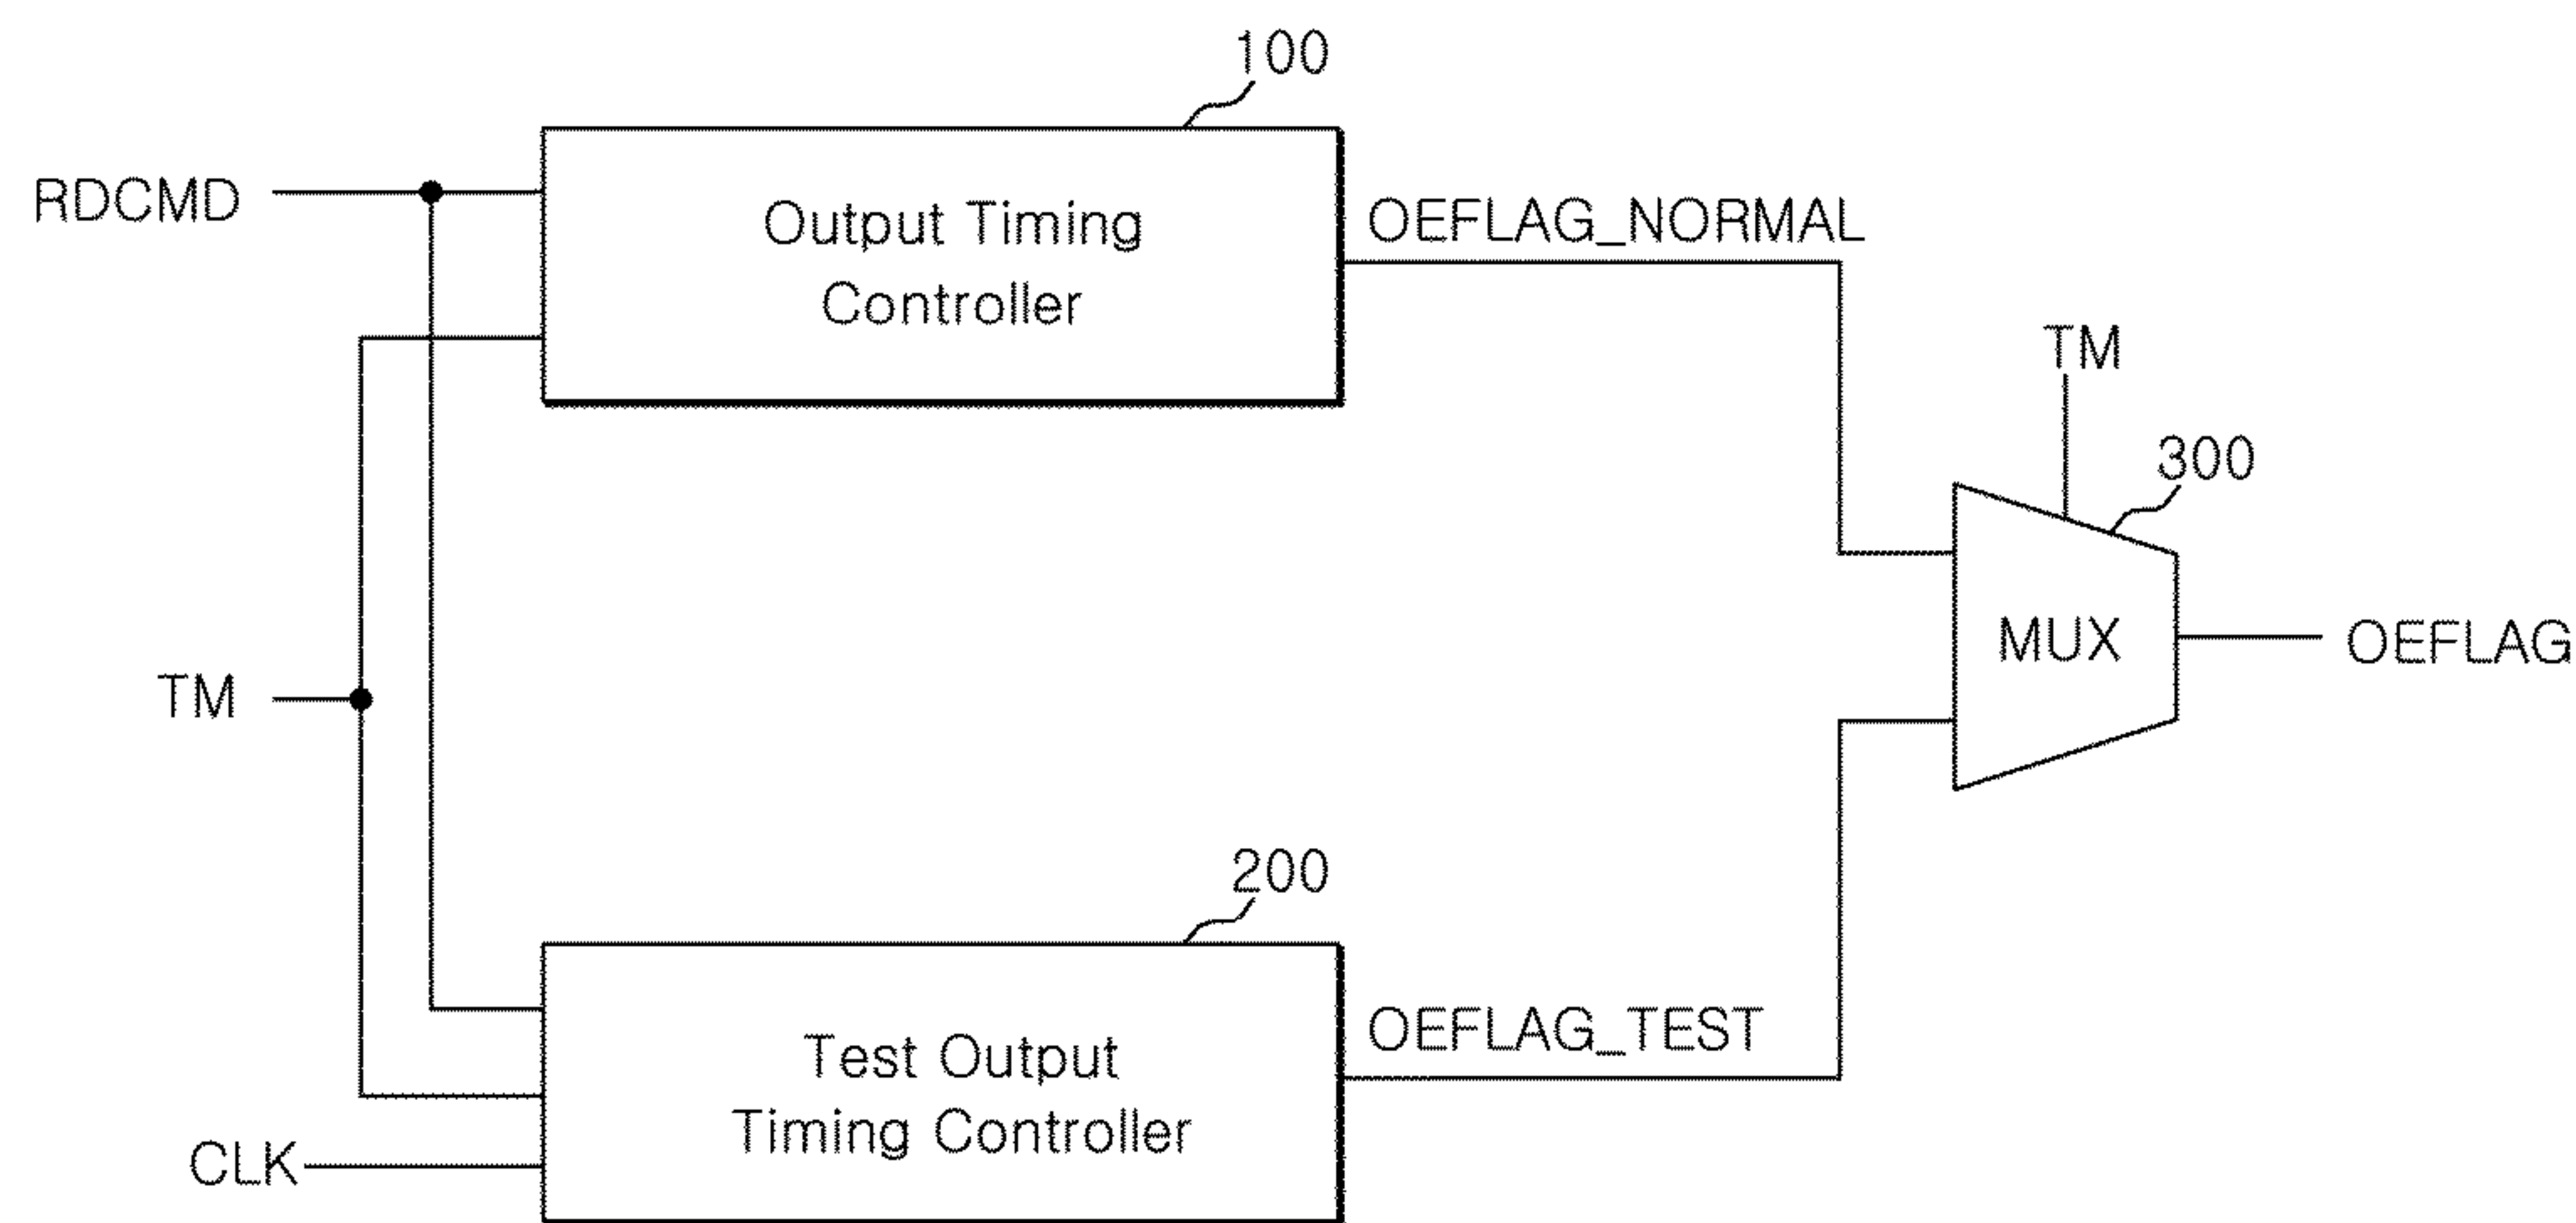 100
RDCMD
Output Timing
Controller
OEFLAG_NORMAL
TM
300
MUX
OEFLAG
TM
200
Test Output
Timing Controller
OEFLAG_TEST
CLK